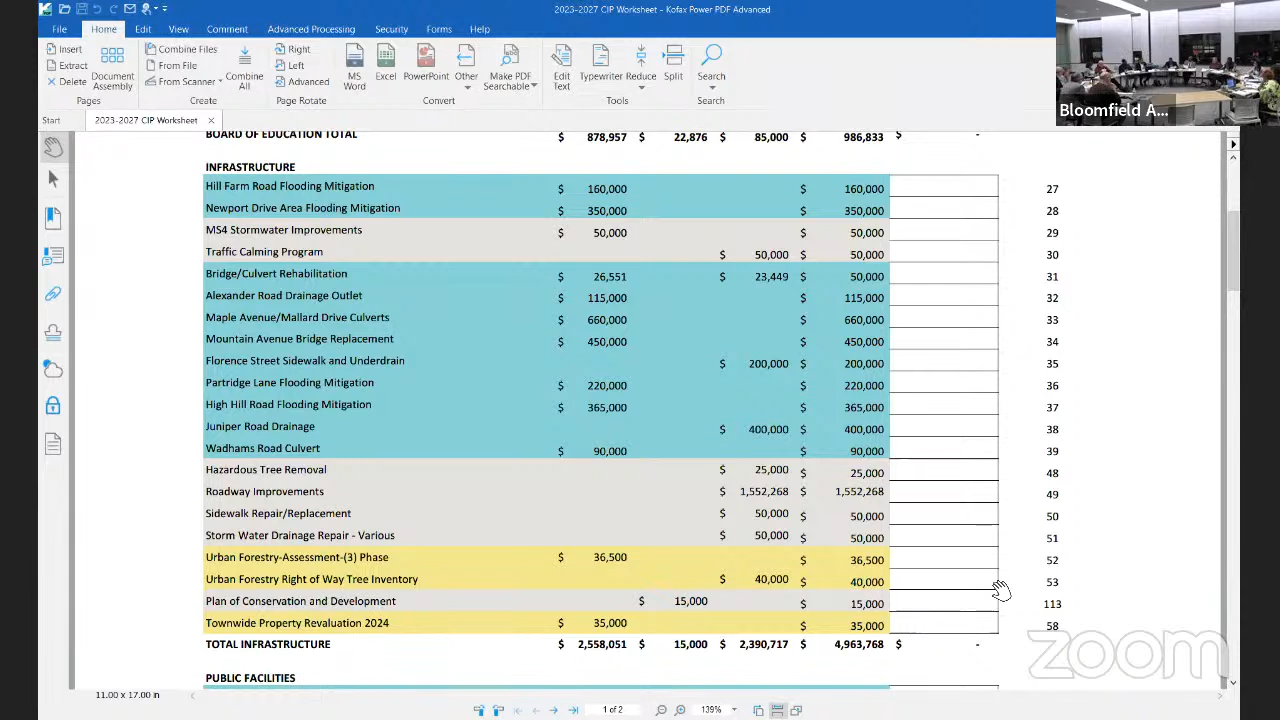 2023-2027 CIP Worksheet - Kofax Power PDF Advanced
File Home Edit View Comment Advanced Processing Security Forms Help
Insert
Extract
Delete
Document Assembly
Pages
Combine Files
From File
From Scanner
Combine All
Create
Right
Left
Advanced
Page Rotate
MS Word
Excel
PowerPoint
Other
Make PDF Searchable
Convert
Edit Text
Typewriter
Reduce
Split
Tools
Search
Search
Bloomfield A...
Start 2023-2027 CIP Worksheet ×
BOARD OF EDUCATION TOTAL $ 878,957 $ 22,876 $ 85,000 $ 986,833 $ -
INFRASTRUCTURE
Hill Farm Road Flooding Mitigation $ 160,000 $ 160,000 27
Newport Drive Area Flooding Mitigation $ 350,000 $ 350,000 28
MS4 Stormwater Improvements $ 50,000 $ 50,000 29
Traffic Calming Program $ 50,000 $ 50,000 30
Bridge/Culvert Rehabilitation $ 26,551 $ 23,449 $ 50,000 31
Alexander Road Drainage Outlet $ 115,000 $ 115,000 32
Maple Avenue/Mallard Drive Culverts $ 660,000 $ 660,000 33
Mountain Avenue Bridge Replacement $ 450,000 $ 450,000 34
Florence Street Sidewalk and Underdrain $ 200,000 $ 200,000 35
Partridge Lane Flooding Mitigation $ 220,000 $ 220,000 36
High Hill Road Flooding Mitigation $ 365,000 $ 365,000 37
Juniper Road Drainage $ 400,000 $ 400,000 38
Wadhams Road Culvert $ 90,000 $ 90,000 39
Hazardous Tree Removal $ 25,000 $ 25,000 48
Roadway Improvements $ 1,552,268 $ 1,552,268 49
Sidewalk Repair/Replacement $ 50,000 $ 50,000 50
Storm Water Drainage Repair - Various $ 50,000 $ 50,000 51
Urban Forestry-Assessment-(3) Phase $ 36,500 $ 36,500 52
Urban Forestry Right of Way Tree Inventory $ 40,000 $ 40,000 53
Plan of Conservation and Development $ 15,000 $ 15,000 113
Townwide Property Revaluation 2024 $ 35,000 $ 35,000 58
TOTAL INFRASTRUCTURE $ 2,558,051 $ 15,000 $ 2,390,717 $ 4,963,768 $ -
PUBLIC FACILITIES
zoom
11.00 x 17.00 in
1 of 2
139%